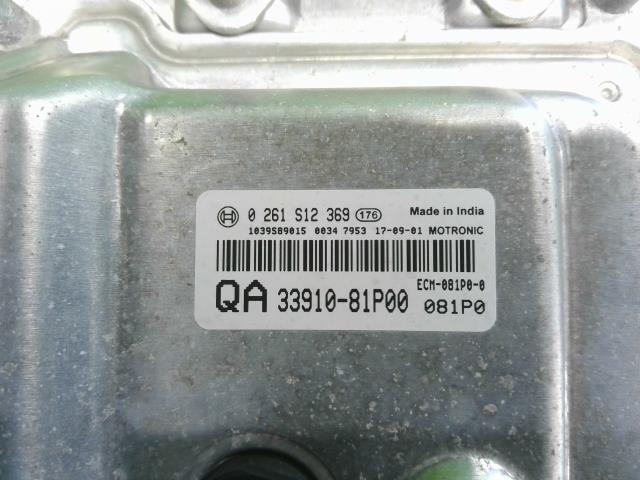 0 261 S12 369 176 Made in India
1039S89015 0034 7953 17-09-01 MOTRONIC
ECM-081P0-0
QA 33910-81P00 081P0